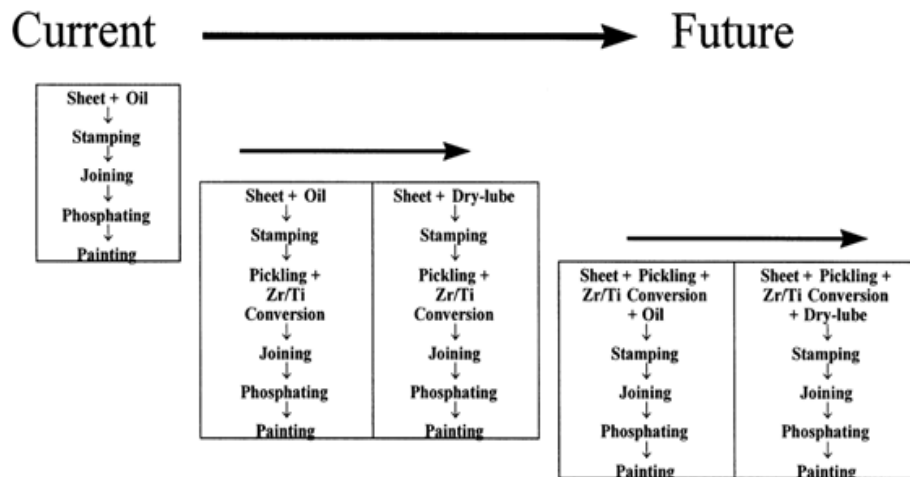 Current
Future
Sheet + Oil
↓
Stamping
↓
Joining
↓
Phosphating
↓
Painting
Sheet + Oil
↓
Stamping
↓
Pickling +
Zr/Ti
Conversion
↓
Joining
↓
Phosphating
↓
Painting
Sheet + Dry-lube
↓
Stamping
↓
Pickling +
Zr/Ti
Conversion
↓
Joining
↓
Phosphating
↓
Painting
Sheet + Pickling +
Zr/Ti Conversion
+ Oil
↓
Stamping
↓
Joining
↓
Phosphating
↓
Painting
Sheet + Pickling +
Zr/Ti Conversion
+ Dry-lube
↓
Stamping
↓
Joining
↓
Phosphating
↓
Painting